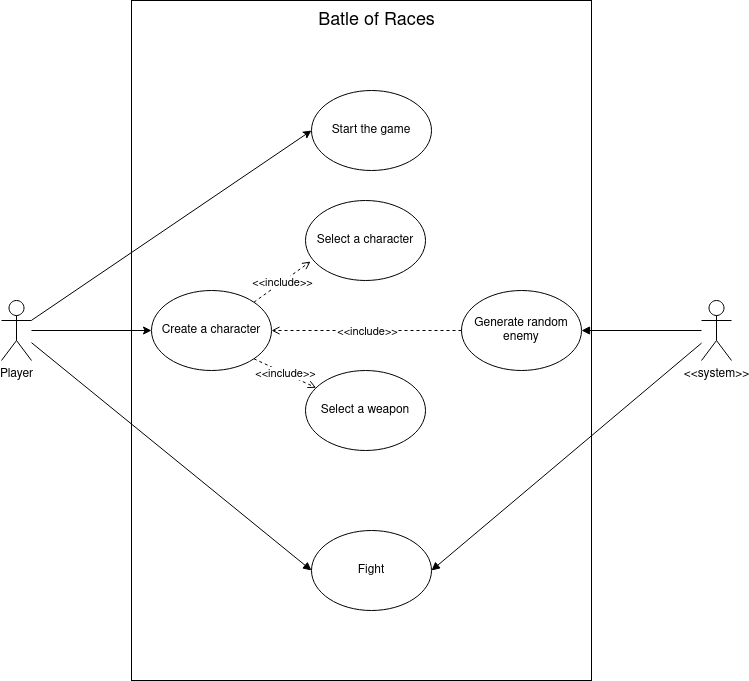 Batle of Races
Start the game
Select a character
<<include>>
Create a character
<<include>>
Generate random
enemy
Player
<<system>>
<<include>>
Select a weapon
Fight